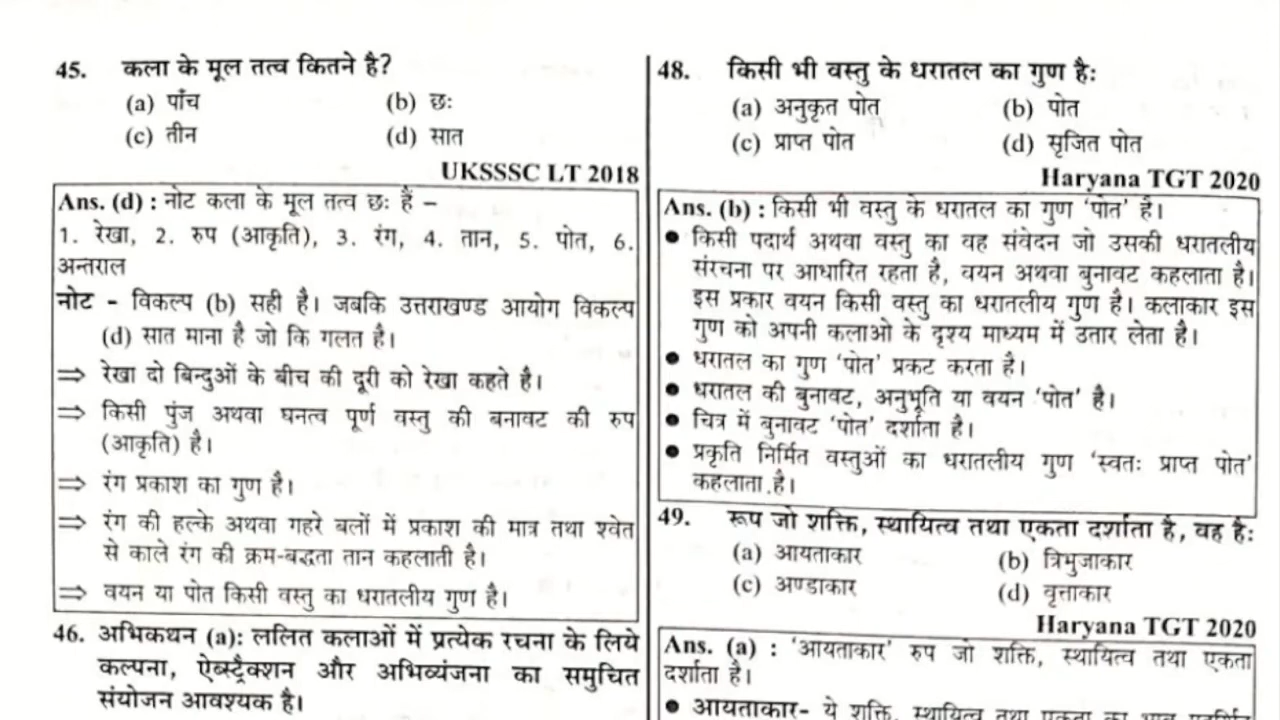 45. कला के मूल तत्व कितने है?
(a) पाँच (b) छः
(c) तीन (d) सात
UKSSSC LT 2018
Ans. (d) : नोट कला के मूल तत्व छः हैं –
1. रेखा, 2. रुप (आकृति), 3. रंग, 4. तान, 5. पोत, 6.
अन्तराल
नोट - विकल्प (b) सही है। जबकि उत्तराखण्ड आयोग विकल्प
(d) सात माना है जो कि गलत है।
⇒ रेखा दो बिन्दुओं के बीच की दूरी को रेखा कहते है।
⇒ किसी पुंज अथवा घनत्व पूर्ण वस्तु की बनावट की रुप
(आकृति) है।
⇒ रंग प्रकाश का गुण है।
⇒ रंग की हल्के अथवा गहरे बलों में प्रकाश की मात्र तथा श्वेत
से काले रंग की क्रम-बद्धता तान कहलाती है।
⇒ वयन या पोत किसी वस्तु का धरातलीय गुण है।
46. अभिकथन (a): ललित कलाओं में प्रत्येक रचना के लिये
कल्पना, ऐब्स्ट्रैक्शन और अभिव्यंजना का समुचित
संयोजन आवश्यक है।
48. किसी भी वस्तु के धरातल का गुण है:
(a) अनुकृत पोत (b) पोत
(c) प्राप्त पोत (d) सृजित पोत
Haryana TGT 2020
Ans. (b) : किसी भी वस्तु के धरातल का गुण 'पोत' है।
● किसी पदार्थ अथवा वस्तु का वह संवेदन जो उसकी धरातलीय
संरचना पर आधारित रहता है, वयन अथवा बुनावट कहलाता है।
इस प्रकार वयन किसी वस्तु का धरातलीय गुण है। कलाकार इस
गुण को अपनी कलाओ के दृश्य माध्यम में उतार लेता है।
● धरातल का गुण 'पोत' प्रकट करता है।
● धरातल की बुनावट, अनुभूति या वयन 'पोत' है।
● चित्र में बुनावट 'पोत' दर्शाता है।
● प्रकृति निर्मित वस्तुओं का धरातलीय गुण 'स्वतः प्राप्त पोत'
कहलाता है।
49. रूप जो शक्ति, स्थायित्व तथा एकता दर्शाता है, वह है:
(a) आयताकार (b) त्रिभुजाकार
(c) अण्डाकार (d) वृत्ताकार
Haryana TGT 2020
Ans. (a) : 'आयताकार' रुप जो शक्ति, स्थायित्व तथा एकता
दर्शाता है।
● आयताकार- ये शक्ति, स्थायित्व तथा एकता का भाव